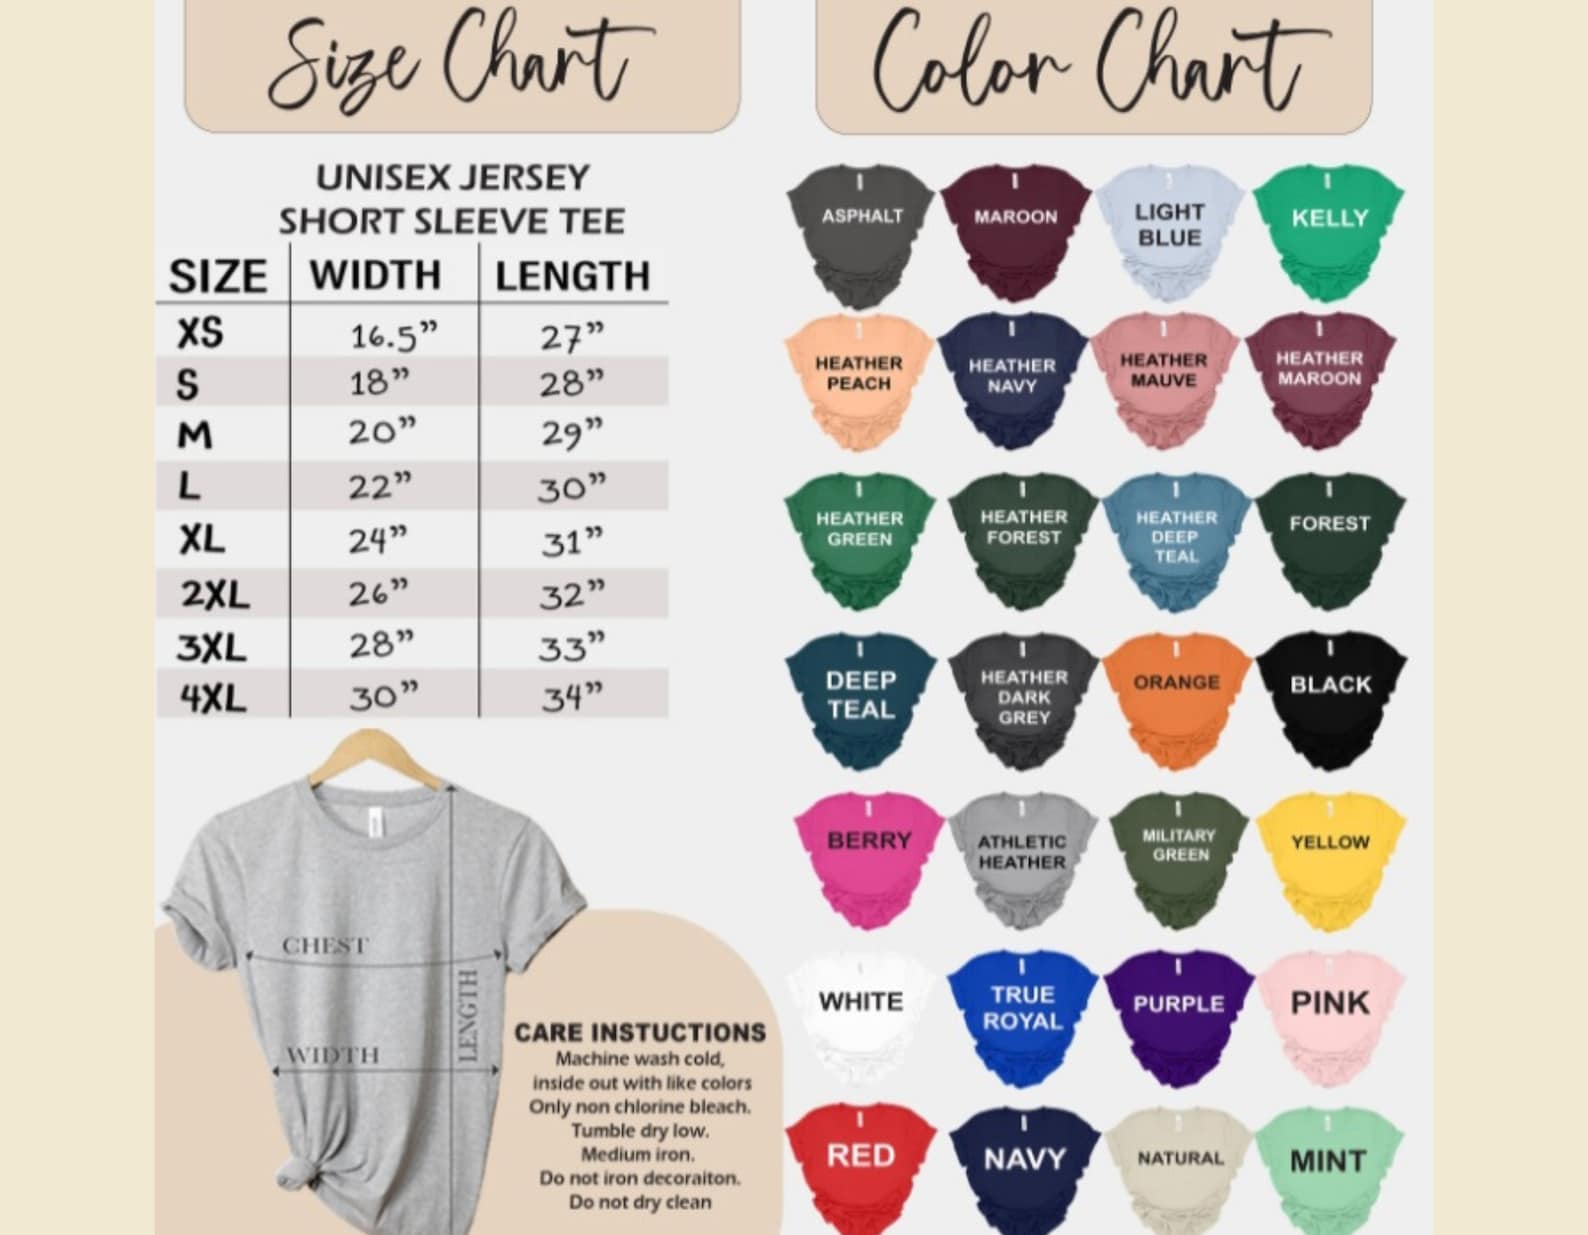 Size Chart
UNISEX JERSEY
SHORT SLEEVE TEE
SIZE WIDTH LENGTH
XS 16.5” 27”
S 18” 28”
M 20” 29”
L 22” 30”
XL 24” 31”
2XL 26” 32”
3XL 28” 33”
4XL 30” 34”
CHEST
WIDTH
LENGTH
CARE INSTUCTIONS
Machine wash cold,
inside out with like colors
Only non chlorine bleach.
Tumble dry low.
Medium iron.
Do not iron decoraiton.
Do not dry clean
Color Chart
ASPHALT
MAROON
LIGHT
BLUE
KELLY
HEATHER
PEACH
HEATHER
NAVY
HEATHER
MAUVE
HEATHER
MAROON
HEATHER
GREEN
HEATHER
FOREST
HEATHER
DEEP
TEAL
FOREST
DEEP
TEAL
HEATHER
DARK
GREY
ORANGE
BLACK
BERRY
ATHLETIC
HEATHER
MILITARY
GREEN
YELLOW
WHITE
TRUE
ROYAL
PURPLE
PINK
RED
NAVY
NATURAL
MINT